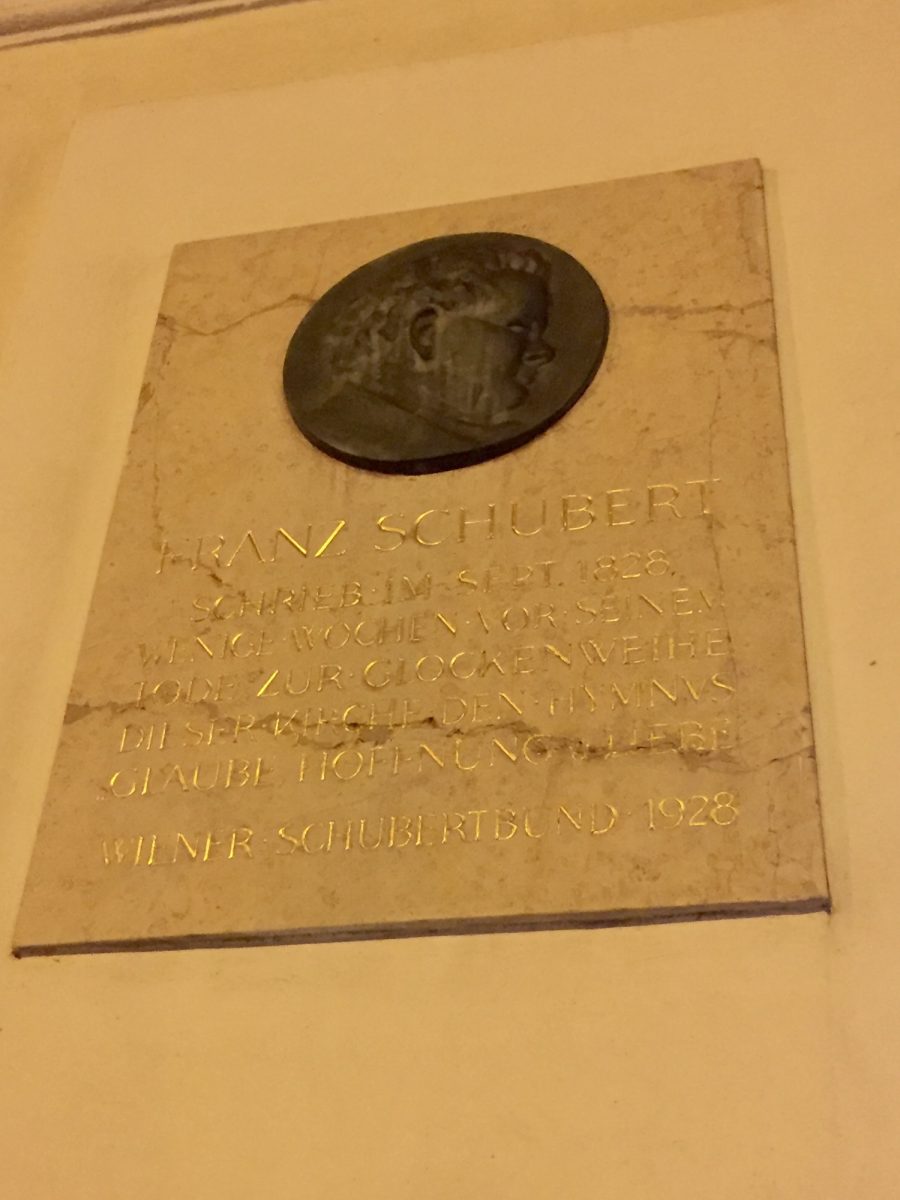 FRANZ SCHUBERT
SCHRIEB·IM·SEPT.1828,
WENIGE·WOCHEN·VOR·SEINEM
TODE·ZUR·GLOCKENWEIHE
DIESER·KIRCHE·DEN·HYMNVS
„GLAUBE HOFFNUNG u. LIEBE“
WIENER·SCHUBERTBUND·1928